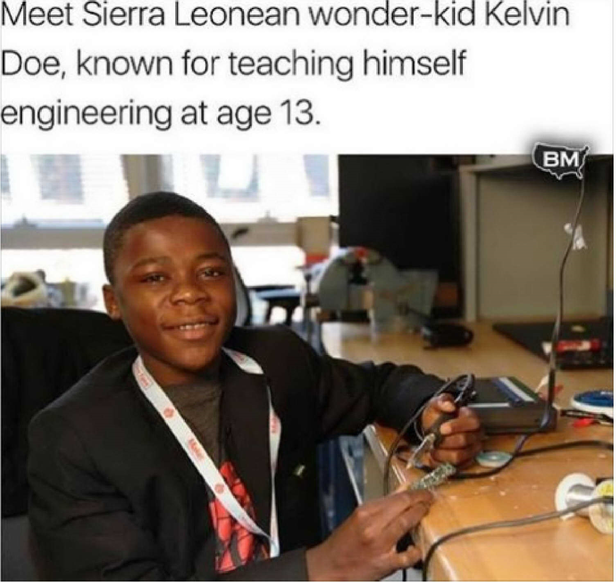 Meet Sierra Leonean wonder-kid Kelvin
Doe, known for teaching himself
engineering at age 13.
BM